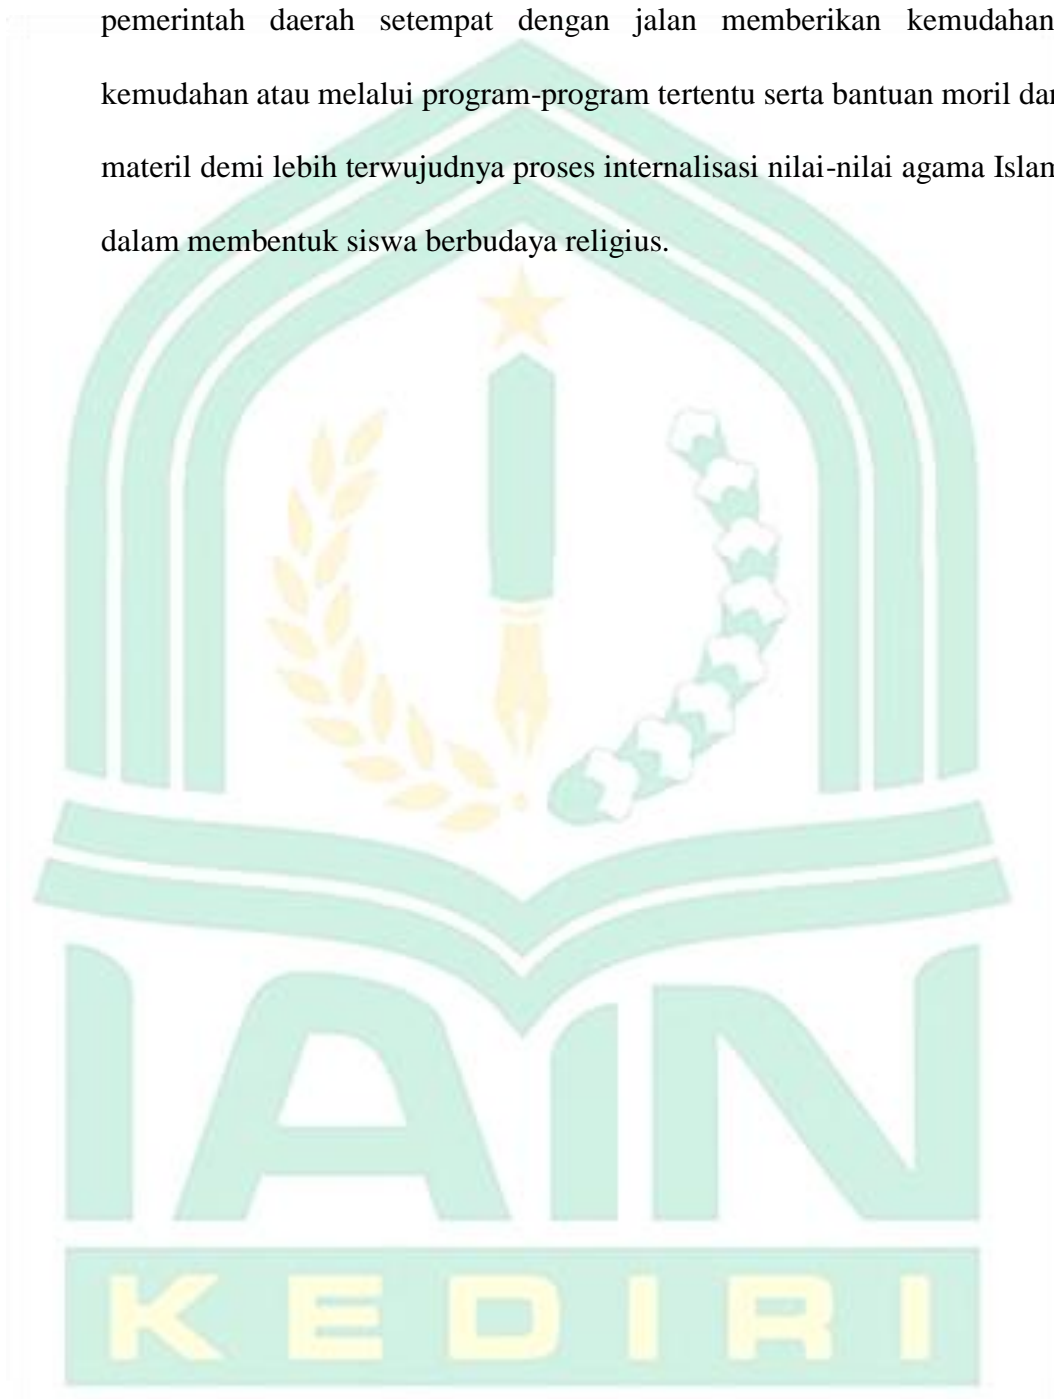 pemerintah daerah setempat dengan jalan memberikan kemudahan
kemudahan atau melalui program-program tertentu serta bantuan moril dan
materil demi lebih terwujudnya proses internalisasi nilai-nilai agama Islam
dalam membentuk siswa berbudaya religius.
IAIN
KEDIRI